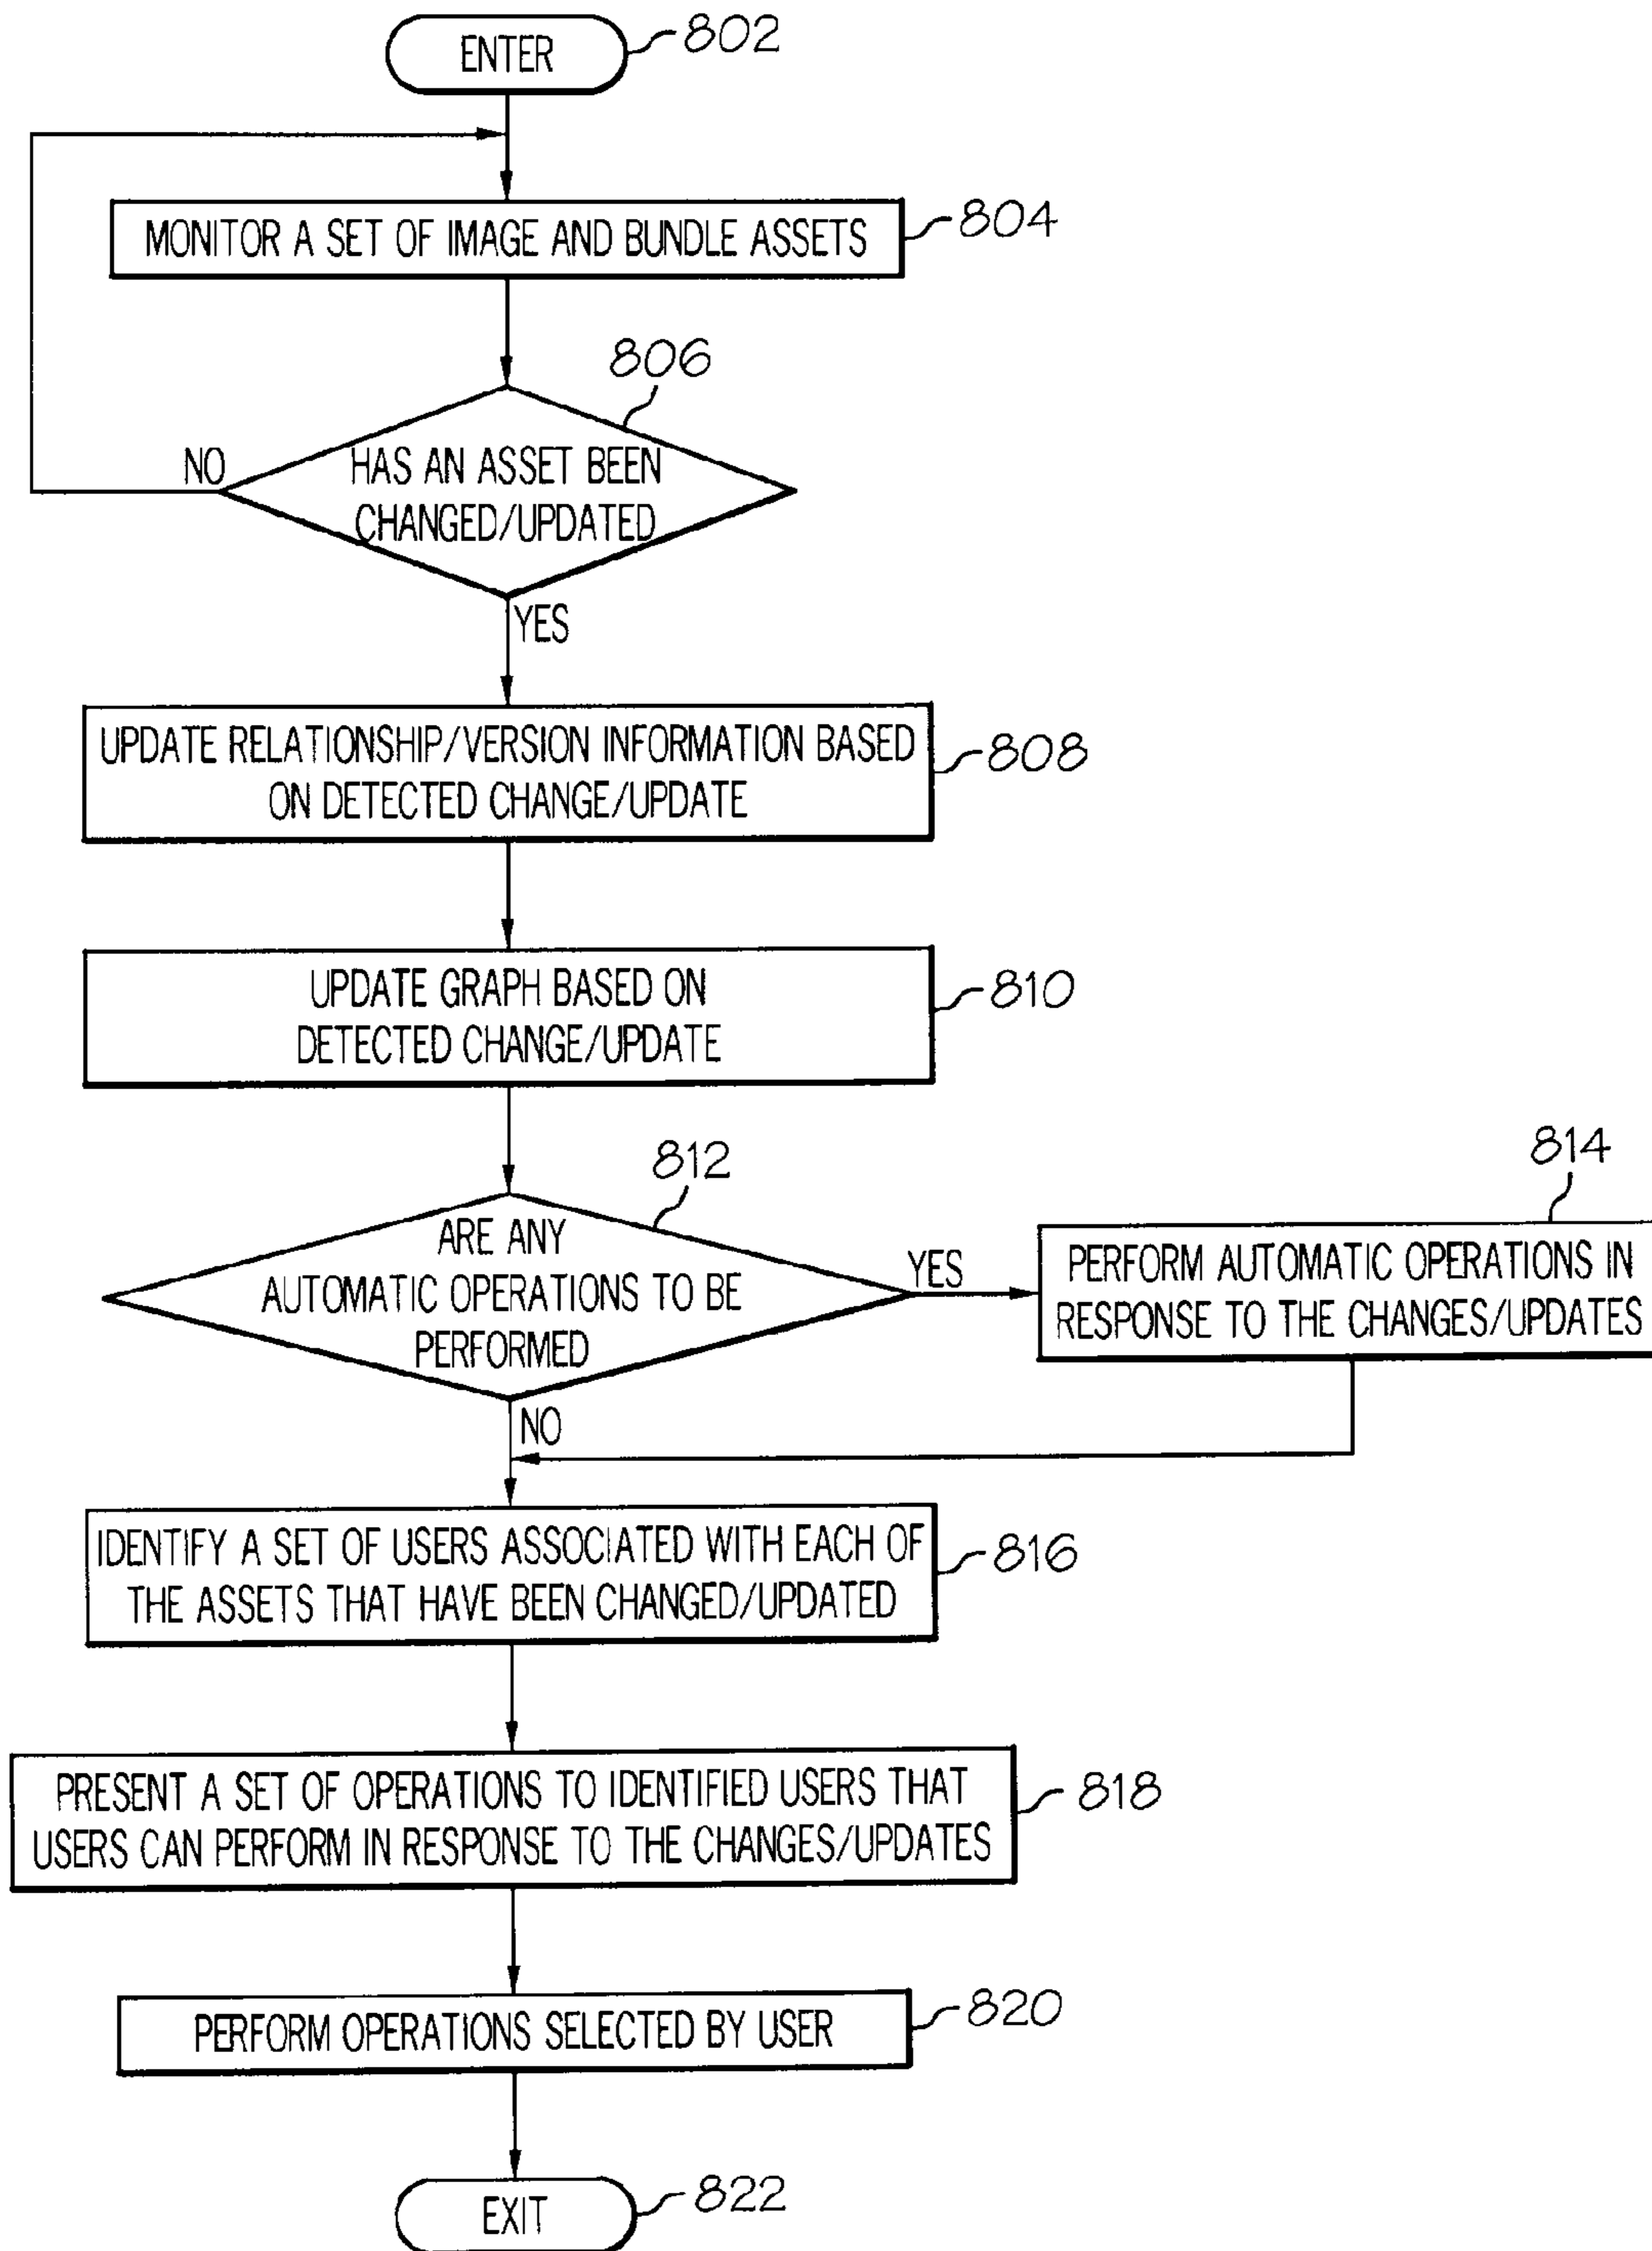 ENTER
802
MONITOR A SET OF IMAGE AND BUNDLE ASSETS
804
806
HAS AN ASSET BEEN
CHANGED/UPDATED
NO
YES
UPDATE RELATIONSHIP/VERSION INFORMATION BASED
ON DETECTED CHANGE/UPDATE
808
UPDATE GRAPH BASED ON
DETECTED CHANGE/UPDATE
810
812
ARE ANY
AUTOMATIC OPERATIONS TO BE
PERFORMED
YES
814
PERFORM AUTOMATIC OPERATIONS IN
RESPONSE TO THE CHANGES/UPDATES
NO
IDENTIFY A SET OF USERS ASSOCIATED WITH EACH OF
THE ASSETS THAT HAVE BEEN CHANGED/UPDATED
816
PRESENT A SET OF OPERATIONS TO IDENTIFIED USERS THAT
USERS CAN PERFORM IN RESPONSE TO THE CHANGES/UPDATES
818
PERFORM OPERATIONS SELECTED BY USER
820
EXIT
822